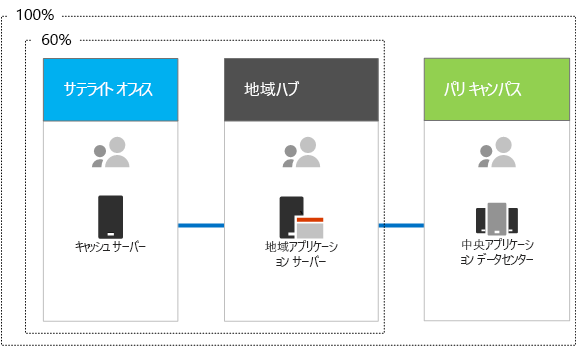 100%
60%
サテライト オフィス
地域ハブ
パリ キャンパス
キャッシュ サーバー
地域アプリケーシ
ョン サーバー
中央アプリケーシ
ョン データセンター